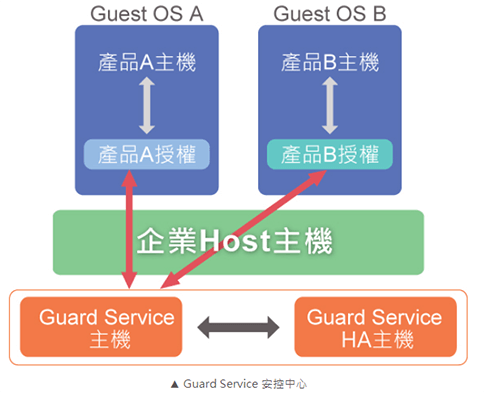 Guest OS A
Guest OS B
產品A主機
產品B主機
產品A授權
產品B授權
企業Host主機
Guard Service
主機
Guard Service
HA主機
▲ Guard Service 安控中心